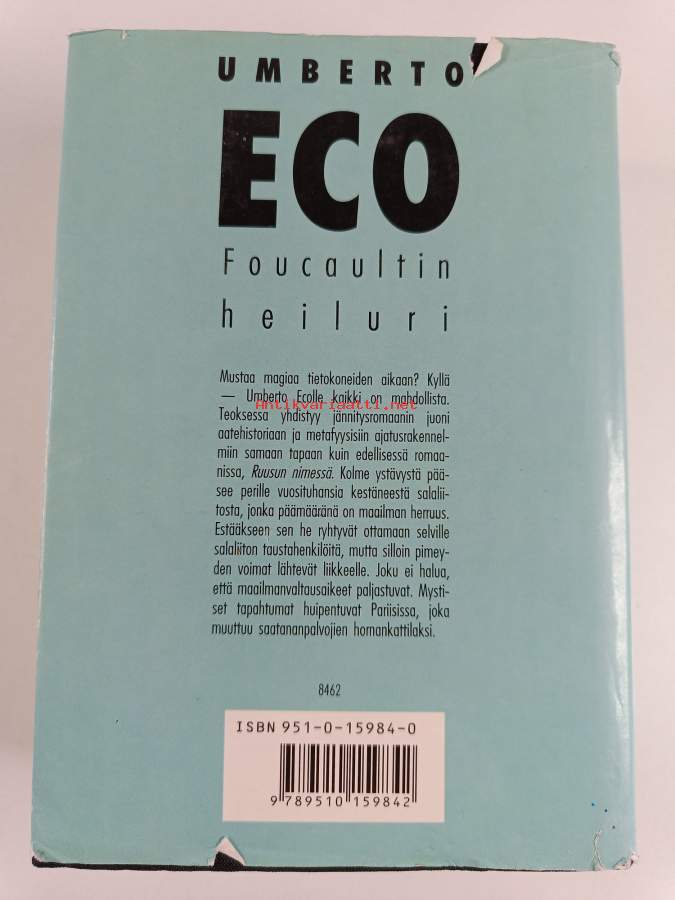 UMBERTO
ECO
Foucaultin
heiluri
Mustaa magiaa tietokoneiden aikaan? Kyllä
— Umberto Ecolle kaikki on mahdollista.
Antikvariaatti.net
Teoksessa yhdistyy jännitysromaanin juoni
aatehistoriaan ja metafyysisiin ajatusrakennel-
miin samaan tapaan kuin edellisessä romaa-
nissa, Ruusun nimessä. Kolme ystävystä pää-
see perille vuosituhansia kestäneestä salalii-
tosta, jonka päämääränä on maailman herruus.
Estääkseen sen he ryhtyvät ottamaan selville
salaliiton taustahenkilöitä, mutta silloin pimey-
den voimat lähtevät liikkeelle. Joku ei halua,
että maailmanvaltausaikeet paljastuvat. Mysti-
set tapahtumat huipentuvat Pariisissa, joka
muuttuu saatananpalvojien hornankattilaksi.
8462
ISBN 951-0-15984-0
9 789510 159842